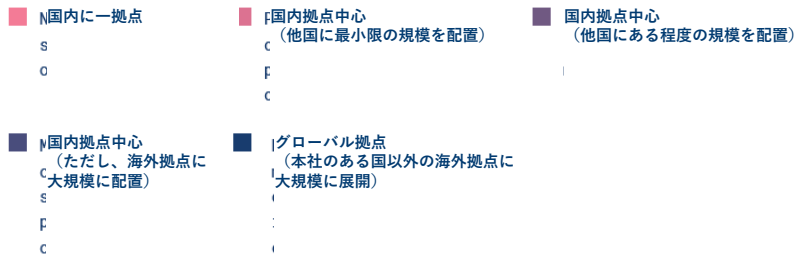 国内に一拠点
国内拠点中心
（他国に最小限の規模を配置）
国内拠点中心
（他国にある程度の規模を配置）
国内拠点中心
（ただし、海外拠点に
大規模に配置）
グローバル拠点
（本社のある国以外の海外拠点に
大規模に展開）